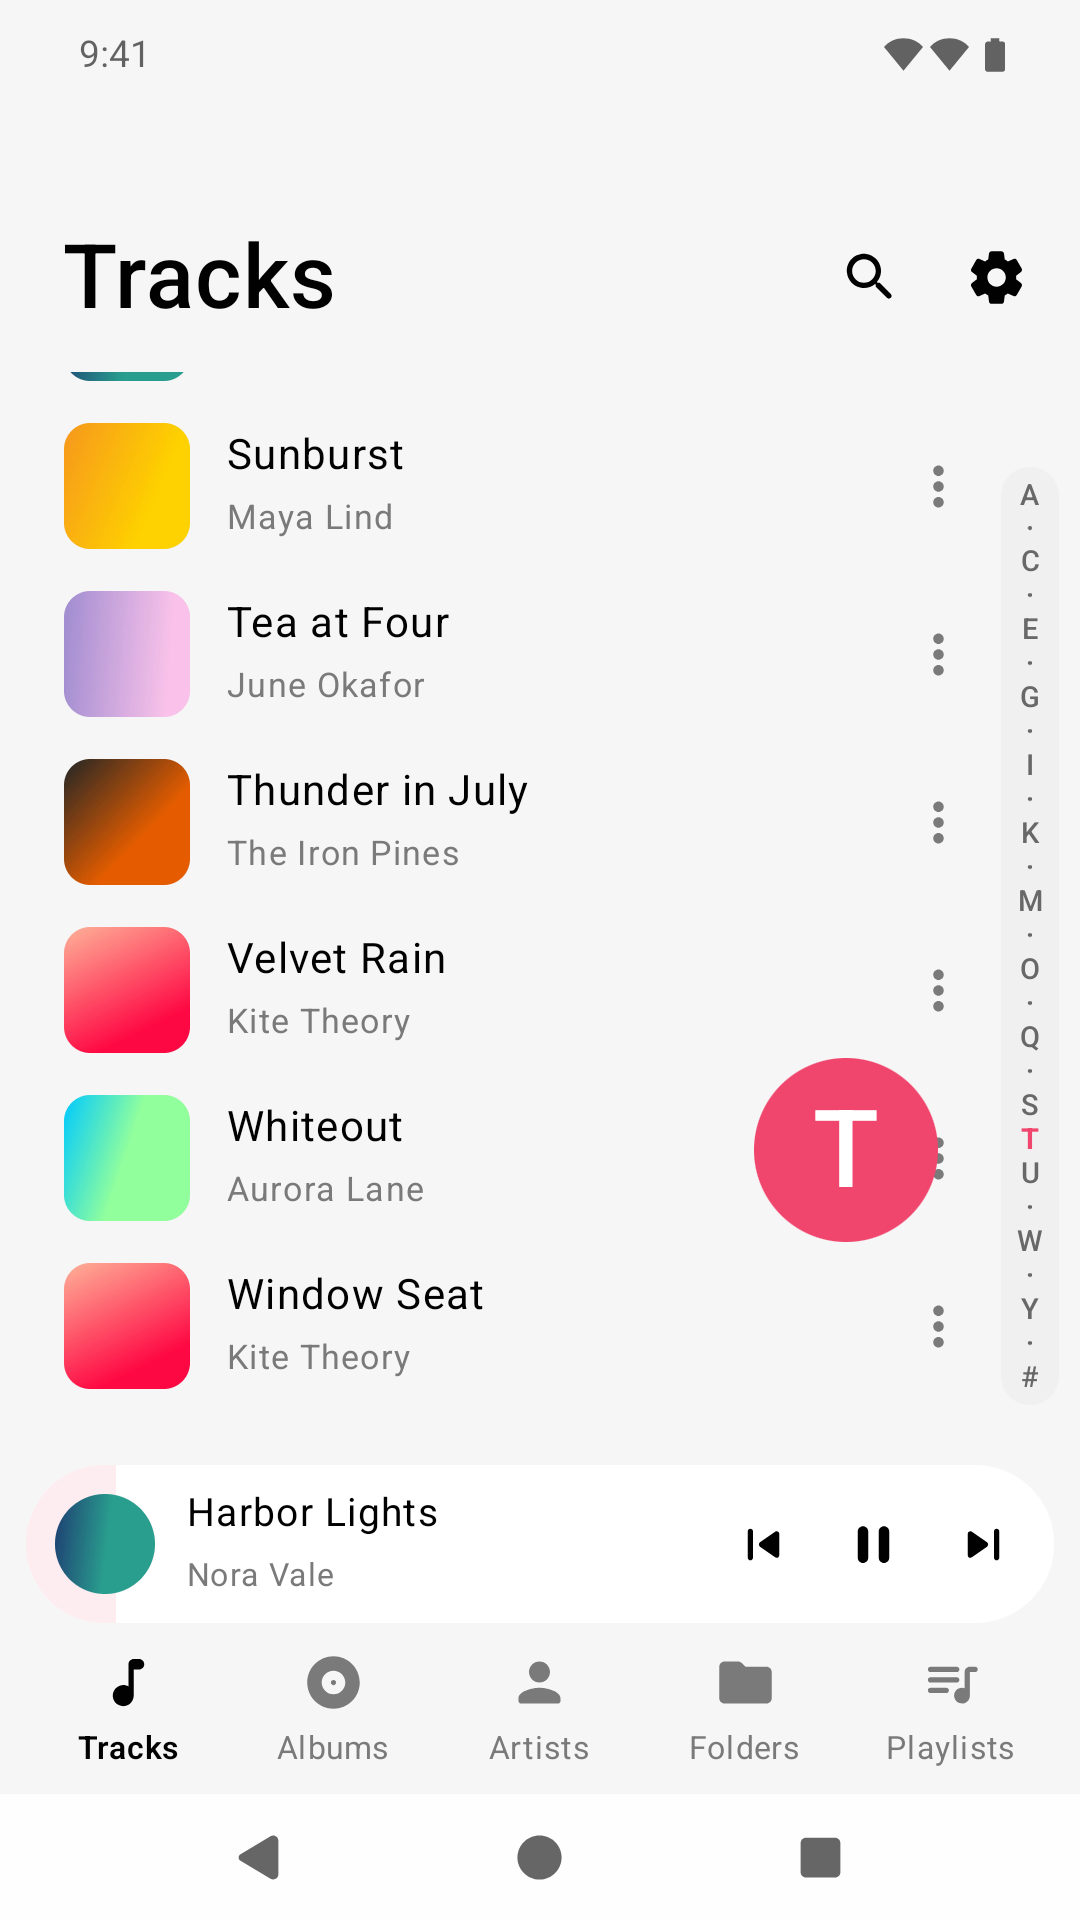 9:41
Tracks
Sunburst
Maya Lind
Tea at Four
June Okafor
Thunder in July
The Iron Pines
Velvet Rain
Kite Theory
Whiteout
Aurora Lane
Window Seat
Kite Theory
T
A
·
C
·
E
·
G
·
I
·
K
·
M
·
O
·
Q
·
S
T
U
·
W
·
Y
·
#
Harbor Lights
Nora Vale
Tracks
Albums
Artists
Folders
Playlists